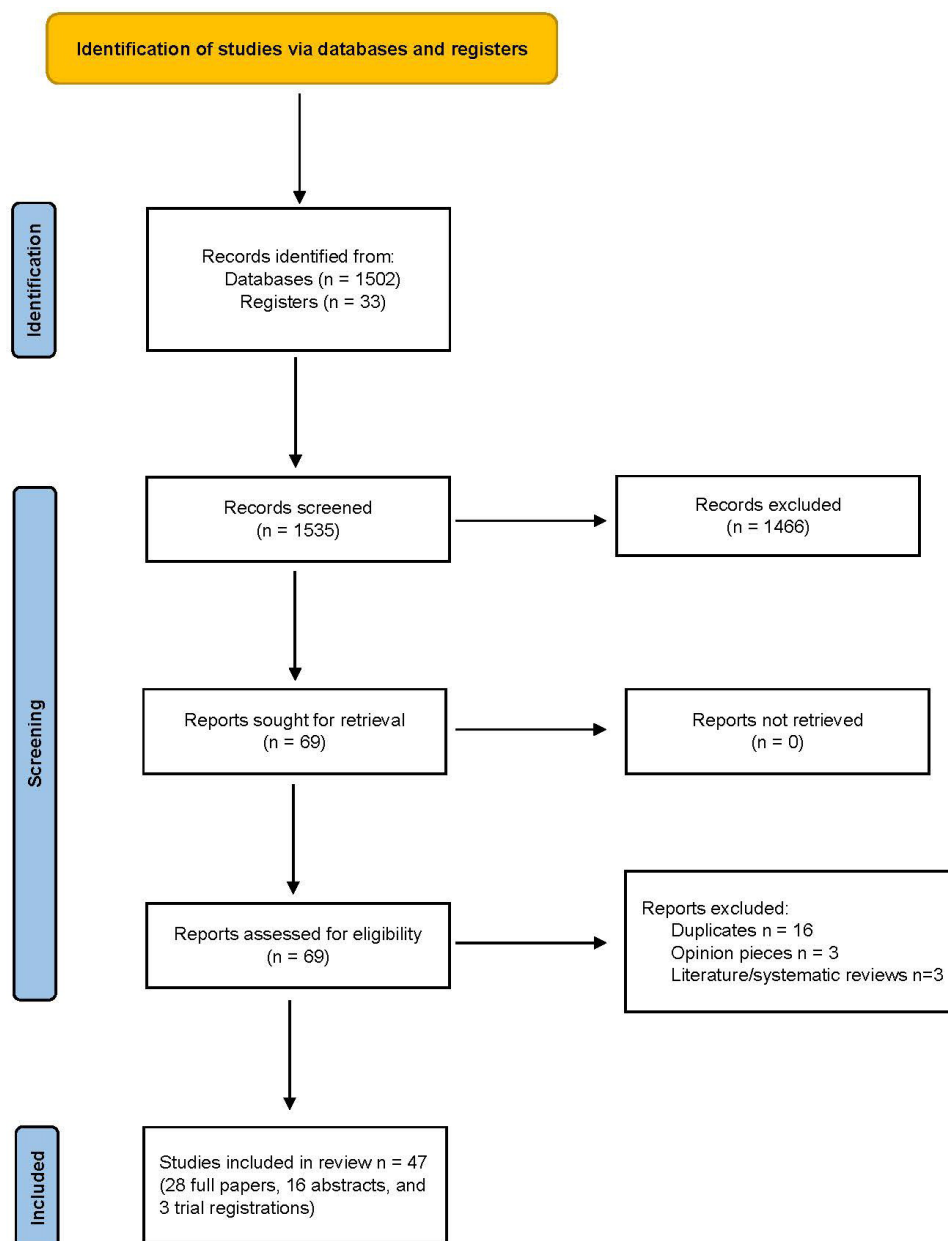 Identification of studies via databases and registers
Identification
Records identified from:
Databases (n = 1502)
Registers (n = 33)
Screening
Records screened
(n = 1535)
Records excluded
(n = 1466)
Reports sought for retrieval
(n = 69)
Reports not retrieved
(n = 0)
Reports assessed for eligibility
(n = 69)
Reports excluded:
Duplicates n = 16
Opinion pieces n = 3
Literature/systematic reviews n=3
Included
Studies included in review n = 47
(28 full papers, 16 abstracts, and
3 trial registrations)